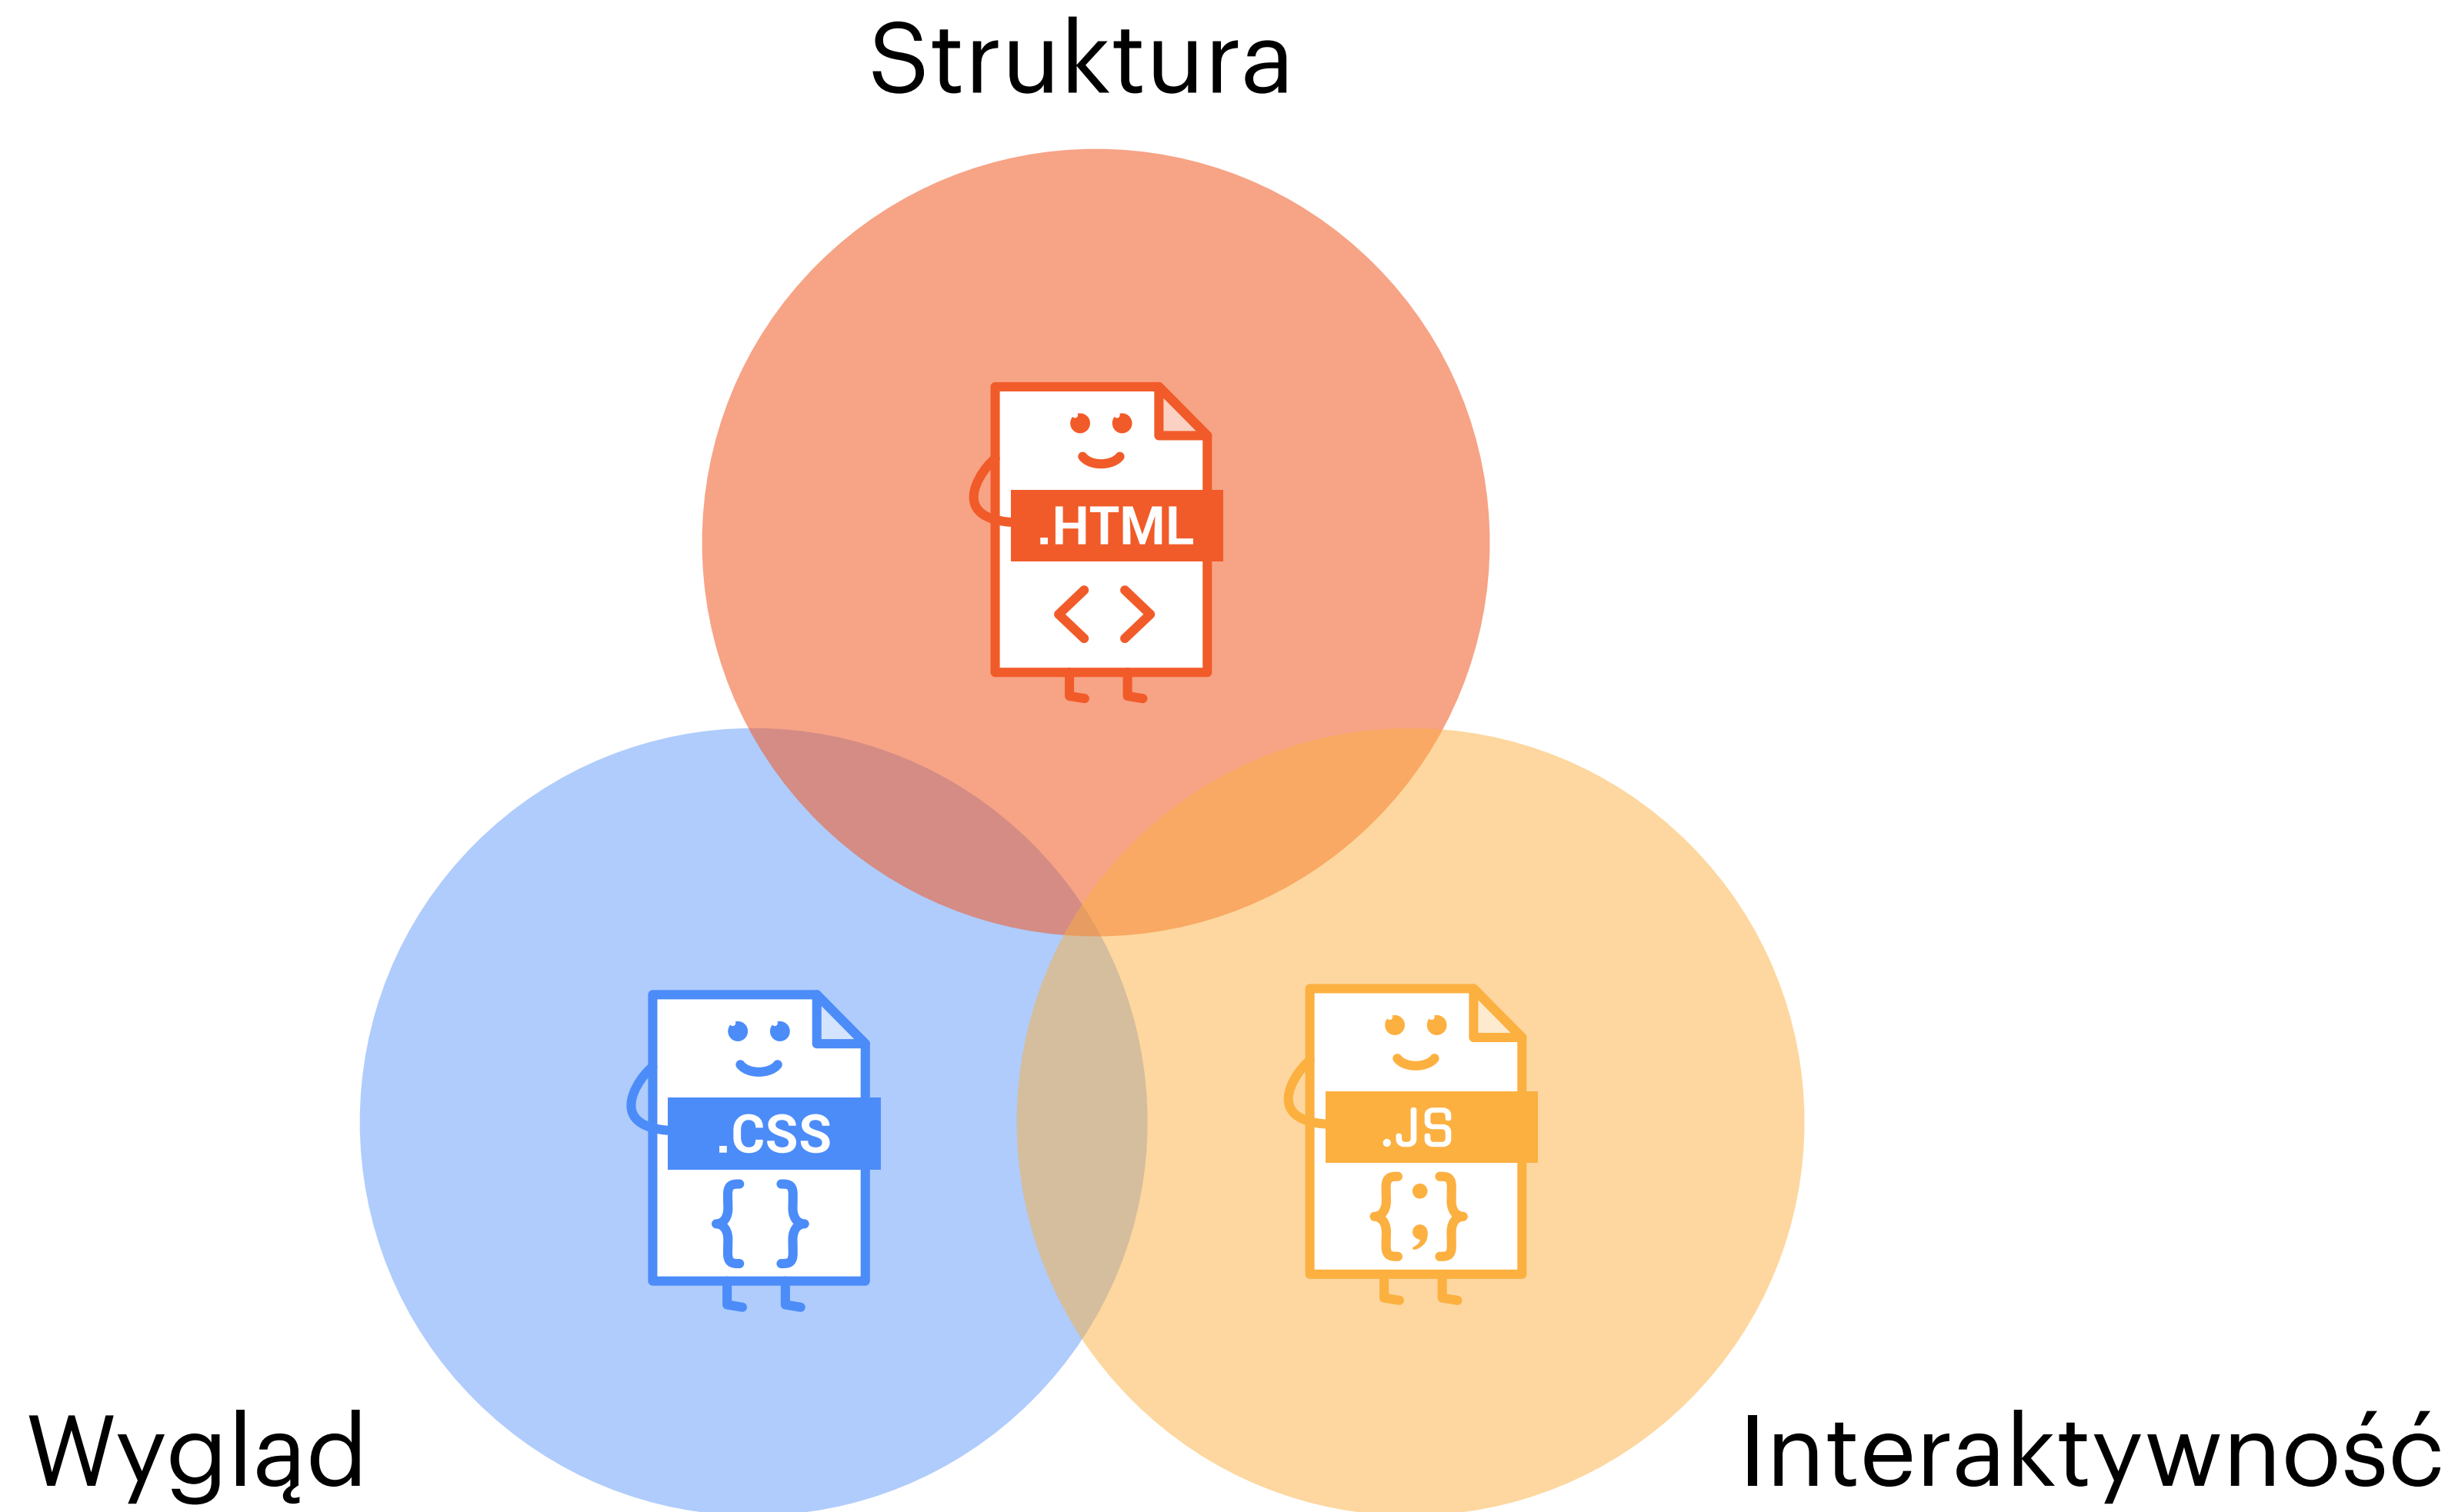 Struktura
.HTML
< >
.CSS
{ }
.JS
{;}
Wygląd
Interaktywność